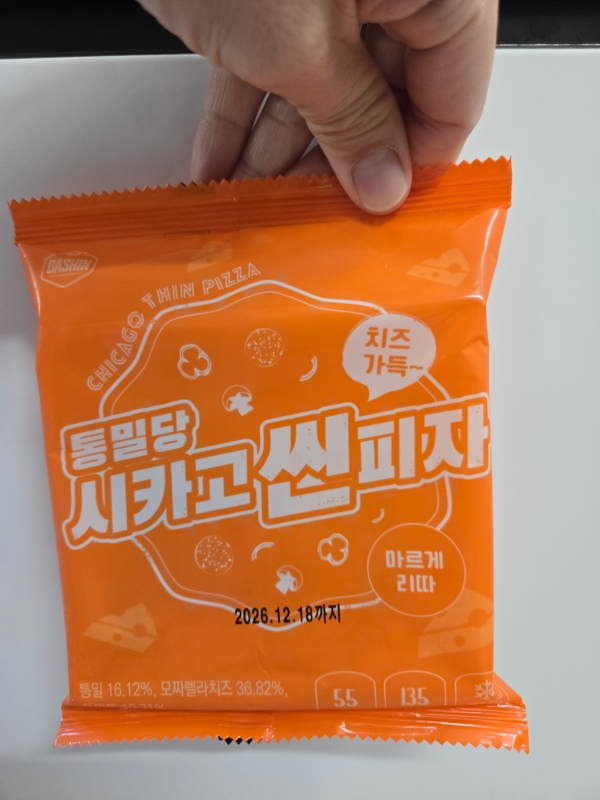 DASHIN
CHICAGO THIN PIZZA
치즈
가득~
통밀당
시카고 씬 피자
마르게
리따
2026.12.18까지
통밀 16.12%, 모짜렐라치즈 36.82%,
55
135